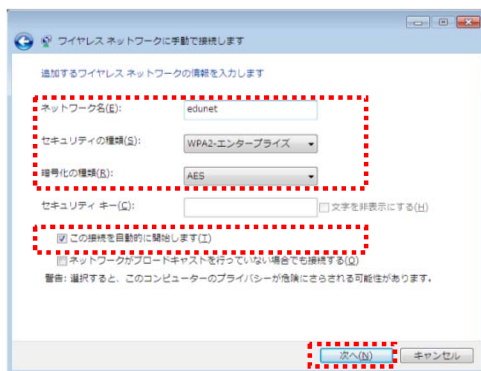 ワイヤレス ネットワークに手動で接続します
追加するワイヤレス ネットワークの情報を入力します
ネットワーク名(E): edunet
セキュリティの種類(S): WPA2-エンタープライズ
暗号化の種類(R): AES
セキュリティ キー(C): 文字を非表示にする(H)
この接続を自動的に開始します(T)
ネットワークがブロードキャストを行っていない場合でも接続する(O)
警告: 選択すると、このコンピューターのプライバシーが危険にさらされる可能性があります。
次へ(N) キャンセル